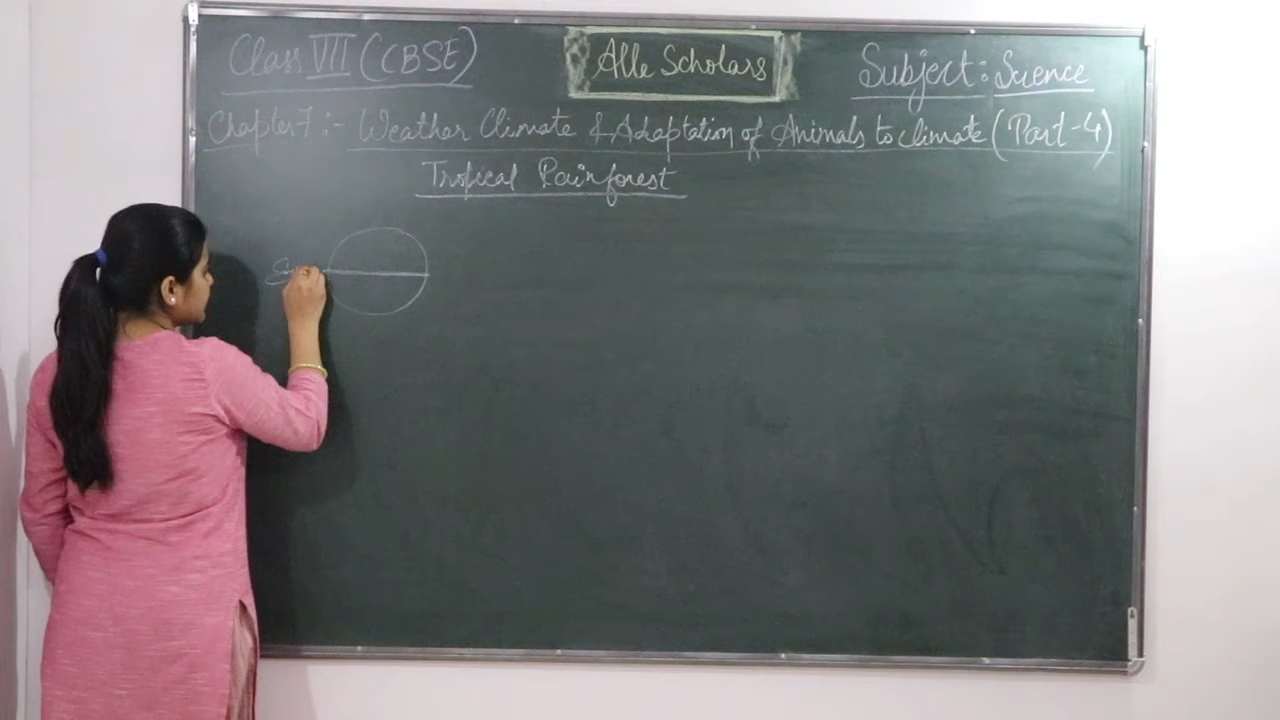 Class VII (CBSE)
Alle Scholars
Subject: Science
Chapter-7 :- Weather Climate & Adaptation of Animals to climate (Part-4)
Tropical Rainforest